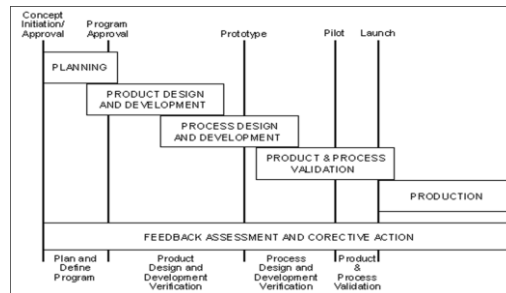 Concept
Initiation/
Approval
Program
Approval
Prototype
Pilot
Launch
PLANNING
PRODUCT DESIGN
AND DEVELOPMENT
PROCESS DESIGN
AND DEVELOPMENT
PRODUCT & PROCESS
VALIDATION
PRODUCTION
FEEDBACK ASSESSMENT AND CORECTIVE ACTION
Plan and
Define
Program
Product
Design and
Development
Verification
Process
Design and
Development
Verification
Product
&
Process
Validation